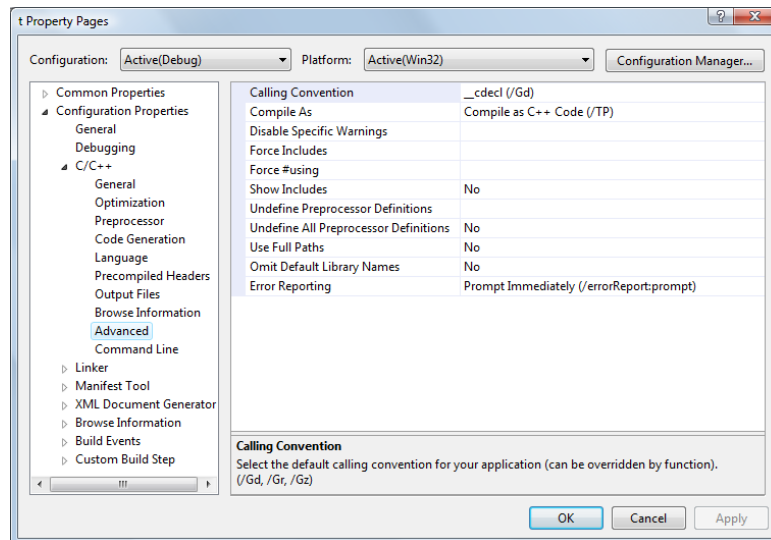 t Property Pages
Configuration: Active(Debug) Platform: Active(Win32) Configuration Manager...
Common Properties
Configuration Properties
General
Debugging
C/C++
General
Optimization
Preprocessor
Code Generation
Language
Precompiled Headers
Output Files
Browse Information
Advanced
Command Line
Linker
Manifest Tool
XML Document Generator
Browse Information
Build Events
Custom Build Step
Calling Convention __cdecl (/Gd)
Compile As Compile as C++ Code (/TP)
Disable Specific Warnings
Force Includes
Force #using
Show Includes No
Undefine Preprocessor Definitions
Undefine All Preprocessor Definitions No
Use Full Paths No
Omit Default Library Names No
Error Reporting Prompt Immediately (/errorReport:prompt)
Calling Convention
Select the default calling convention for your application (can be overridden by function).
(/Gd, /Gr, /Gz)
OK Cancel Apply